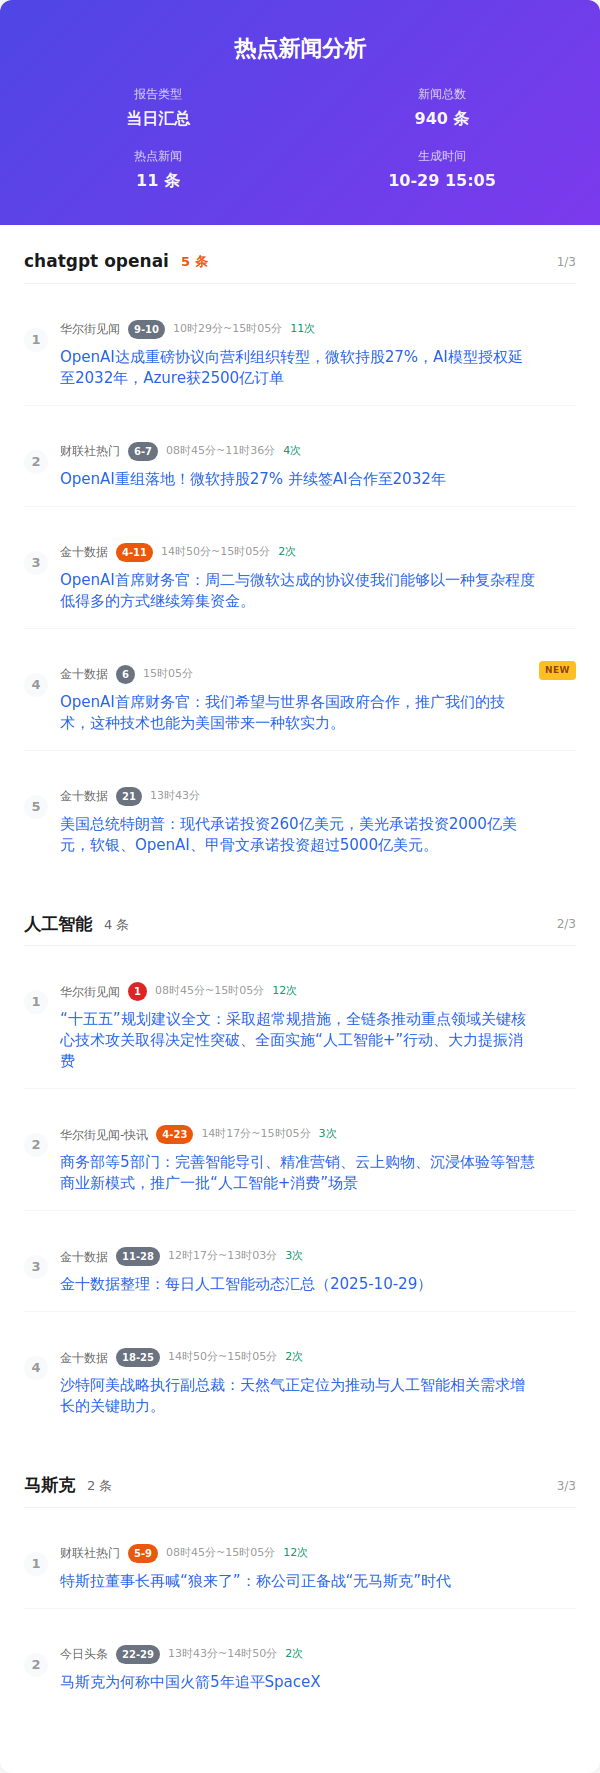 热点新闻分析
报告类型
新闻总数
当日汇总
940 条
热点新闻
生成时间
11 条
10-29 15:05
chatgpt openai 5 条 1/3
1
华尔街见闻 9-10 10时29分~15时05分 11次
OpenAI达成重磅协议向营利组织转型，微软持股27%，AI模型授权延
至2032年，Azure获2500亿订单
2
财联社热门 6-7 08时45分~11时36分 4次
OpenAI重组落地！微软持股27% 并续签AI合作至2032年
3
金十数据 4-11 14时50分~15时05分 2次
OpenAI首席财务官：周二与微软达成的协议使我们能够以一种复杂程度
低得多的方式继续筹集资金。
4
金十数据 6 15时05分 NEW
OpenAI首席财务官：我们希望与世界各国政府合作，推广我们的技
术，这种技术也能为美国带来一种软实力。
5
金十数据 21 13时43分
美国总统特朗普：现代承诺投资260亿美元，美光承诺投资2000亿美
元，软银、OpenAI、甲骨文承诺投资超过5000亿美元。
人工智能 4 条 2/3
1
华尔街见闻 1 08时45分~15时05分 12次
“十五五”规划建议全文：采取超常规措施，全链条推动重点领域关键核
心技术攻关取得决定性突破、全面实施“人工智能+”行动、大力提振消
费
2
华尔街见闻-快讯 4-23 14时17分~15时05分 3次
商务部等5部门：完善智能导引、精准营销、云上购物、沉浸体验等智慧
商业新模式，推广一批“人工智能+消费”场景
3
金十数据 11-28 12时17分~13时03分 3次
金十数据整理：每日人工智能动态汇总（2025-10-29）
4
金十数据 18-25 14时50分~15时05分 2次
沙特阿美战略执行副总裁：天然气正定位为推动与人工智能相关需求增
长的关键助力。
马斯克 2 条 3/3
1
财联社热门 5-9 08时45分~15时05分 12次
特斯拉董事长再喊“狼来了”：称公司正备战“无马斯克”时代
2
今日头条 22-29 13时43分~14时50分 2次
马斯克为何称中国火箭5年追平SpaceX